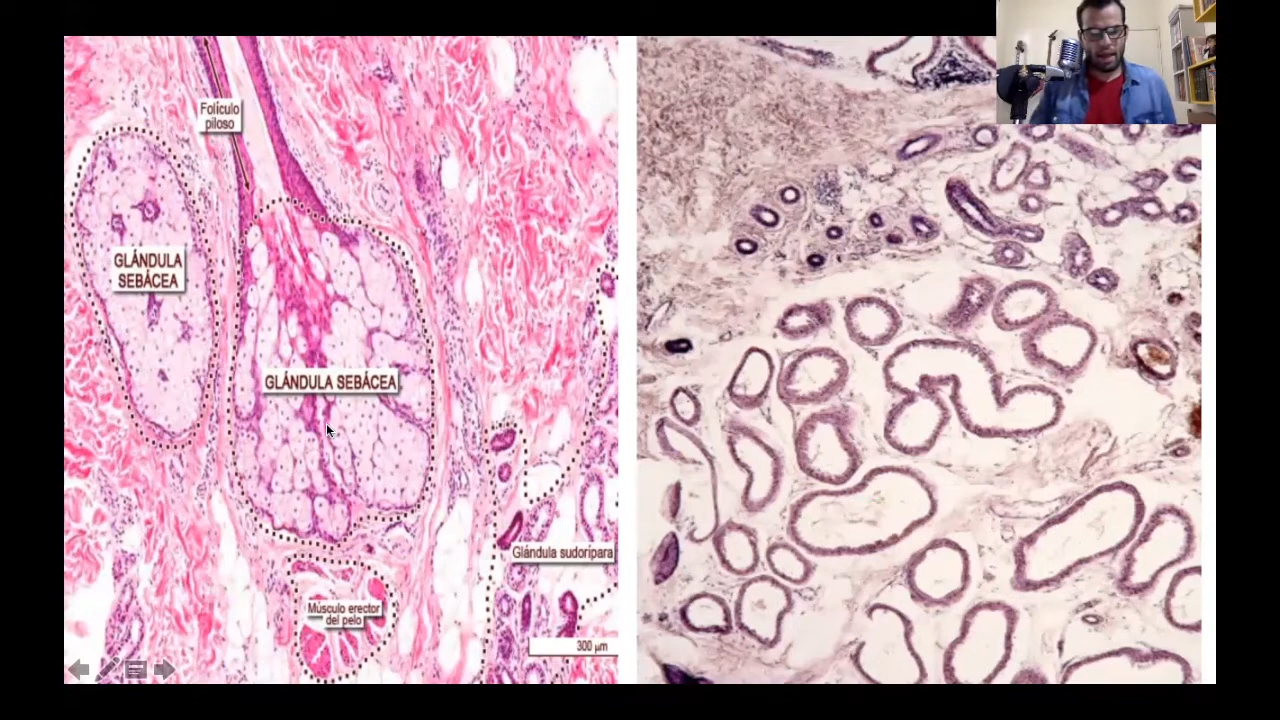 Folículo
piloso
GLÁNDULA
SEBÁCEA
GLÁNDULA SEBÁCEA
Glándula sudorípara
Músculo erector
del pelo
300 µm